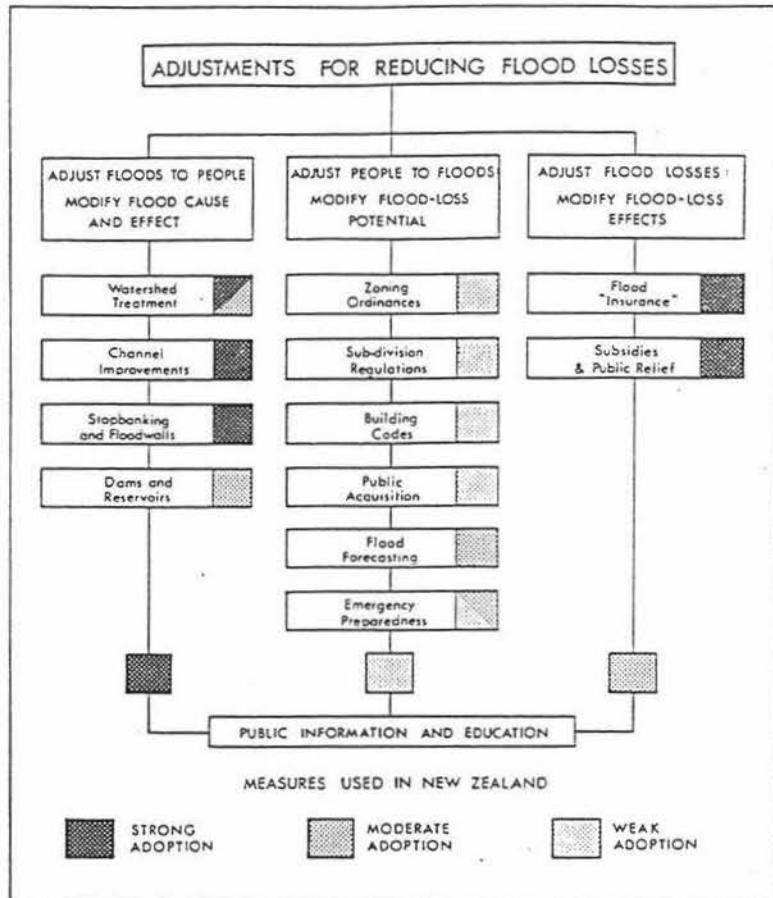 ADJUSTMENTS FOR REDUCING FLOOD LOSSES
ADJUST FLOODS TO PEOPLE
MODIFY FLOOD CAUSE
AND EFFECT
Watershed
Treatment
Channel
Improvements
Stopbanking
and Floodwalls
Dams and
Reservoirs
ADJUST PEOPLE TO FLOODS:
MODIFY FLOOD-LOSS
POTENTIAL
Zoning
Ordinances
Sub-division
Regulations
Building
Codes
Public
Acquisition
Flood
Forecasting
Emergency
Preparedness
ADJUST FLOOD LOSSES:
MODIFY FLOOD-LOSS
EFFECTS
Flood
"Insurance"
Subsidies
& Public Relief
PUBLIC INFORMATION AND EDUCATION
MEASURES USED IN NEW ZEALAND
STRONG
ADOPTION
MODERATE
ADOPTION
WEAK
ADOPTION